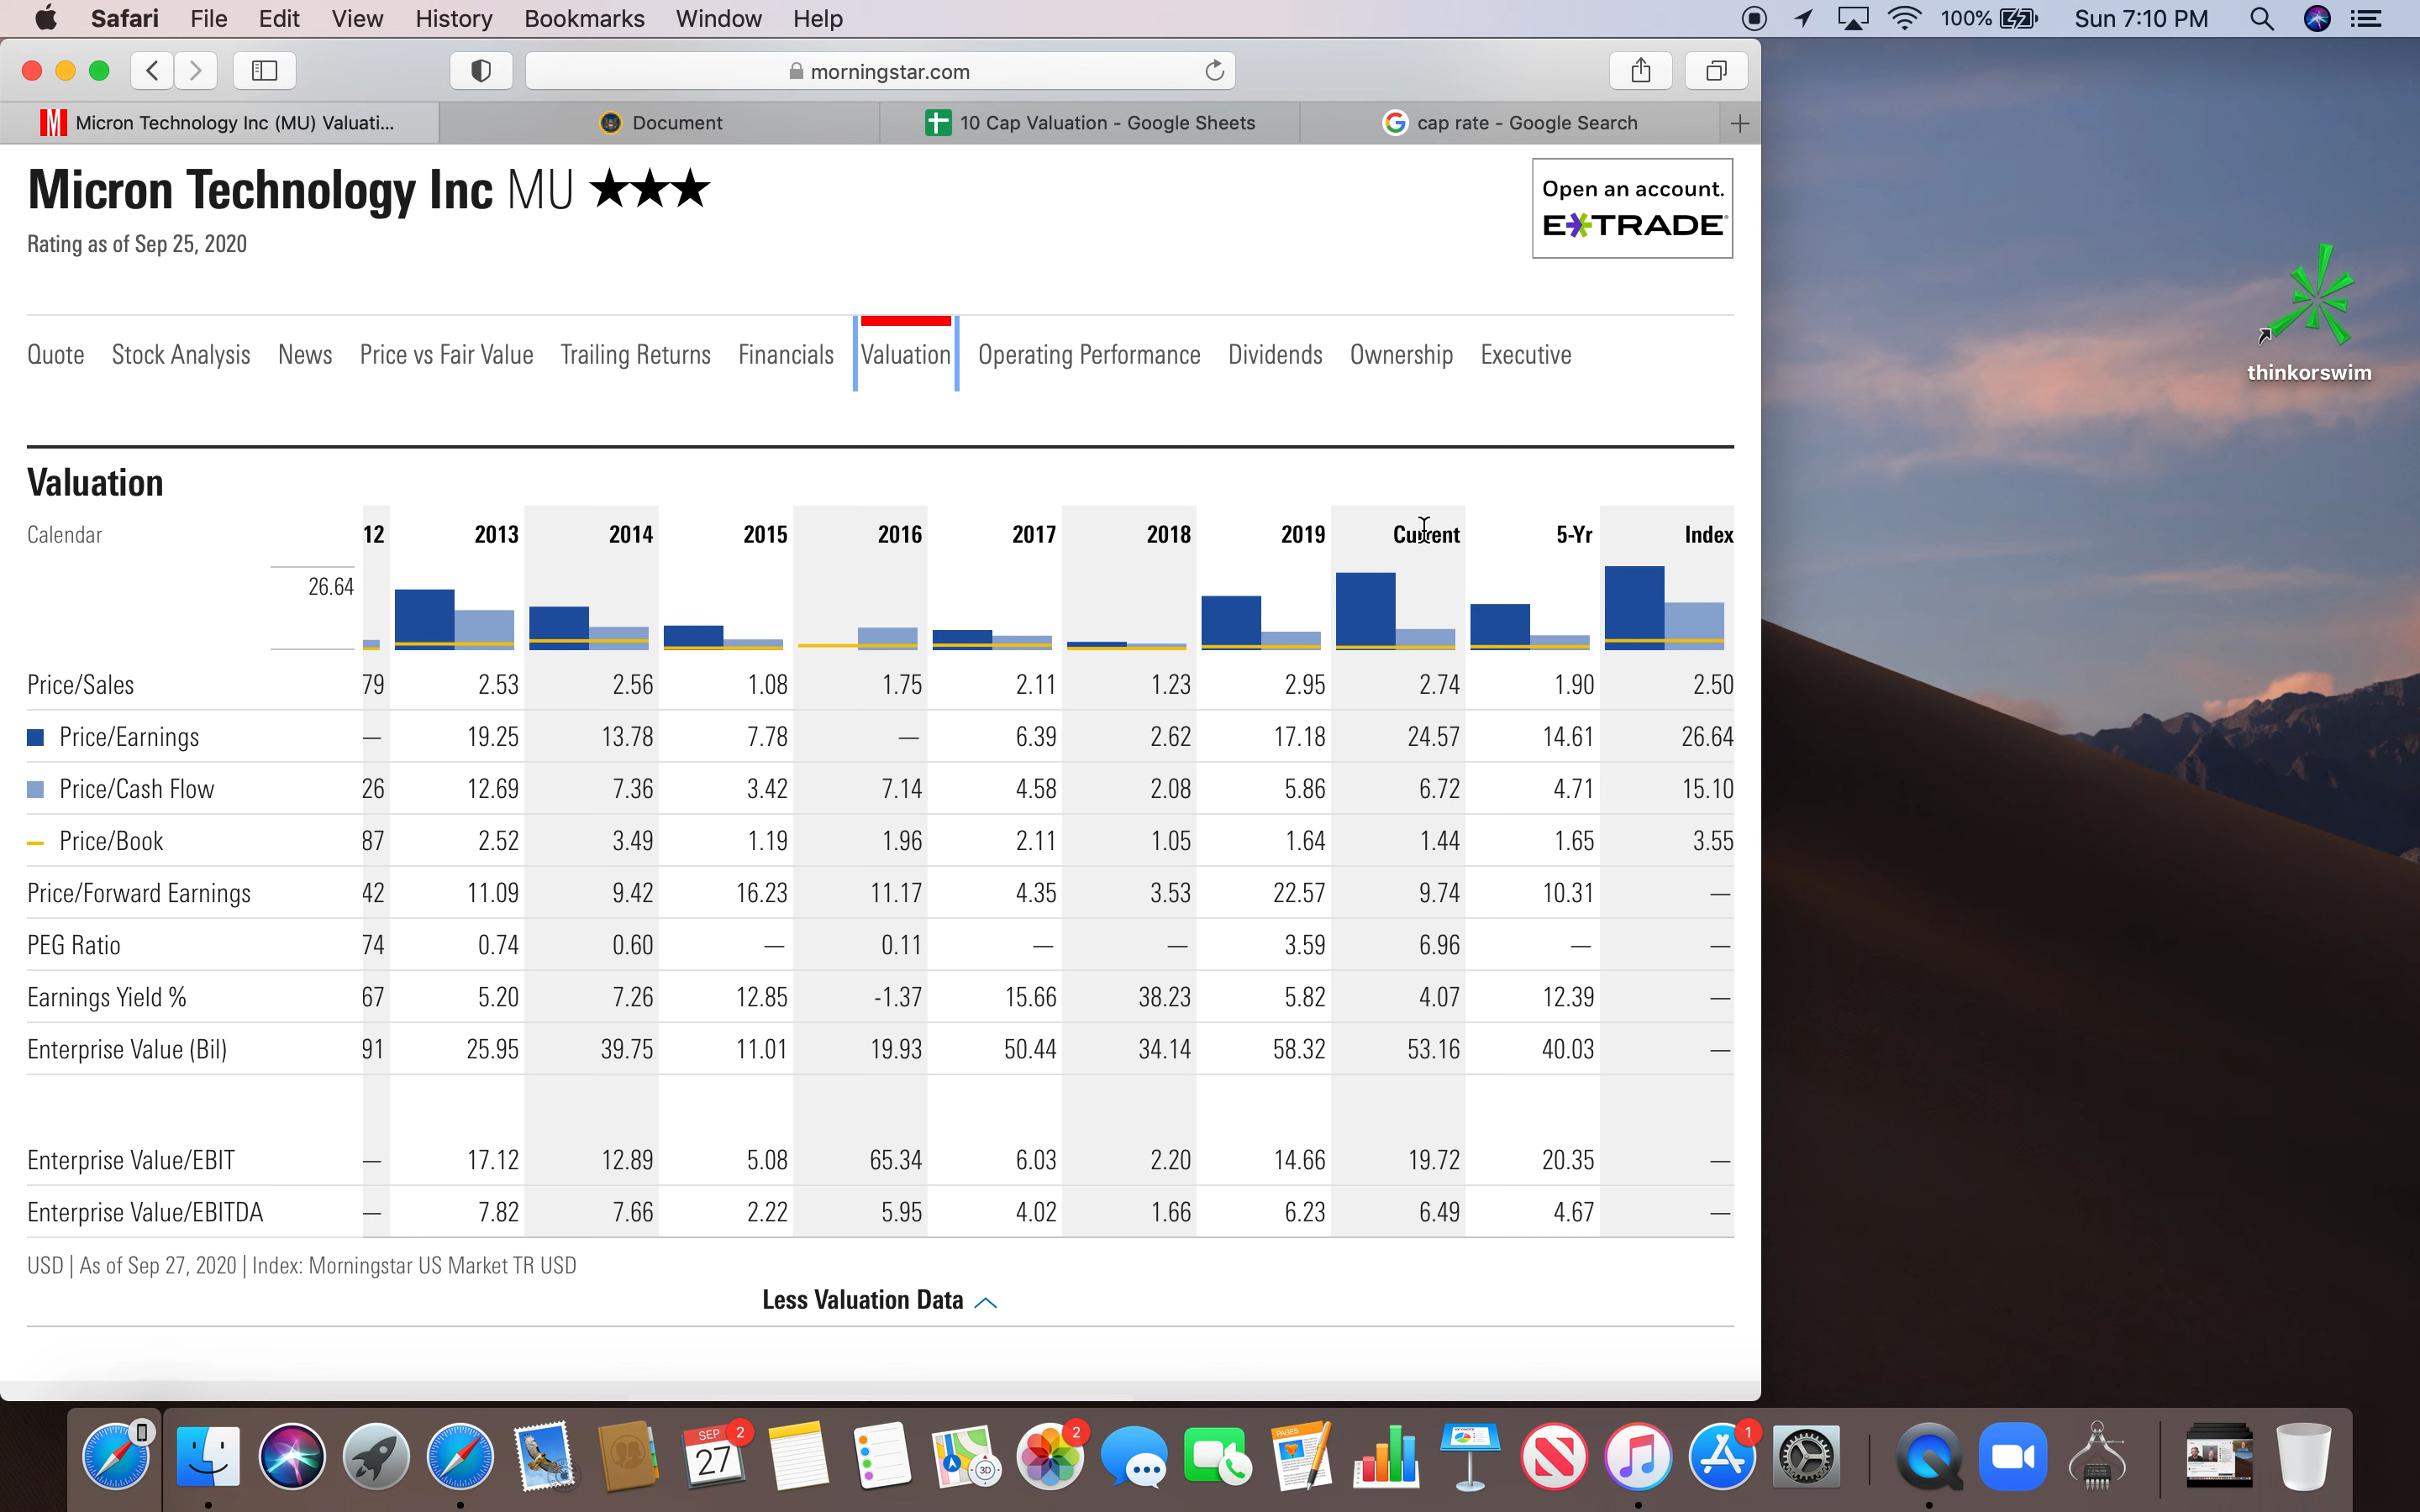 Safari File Edit View History Bookmarks Window Help 100% Sun 7:10 PM
morningstar.com
Micron Technology Inc (MU) Valuati... Document 10 Cap Valuation - Google Sheets cap rate - Google Search
Micron Technology Inc MU ★★★
Rating as of Sep 25, 2020
Open an account.
E*TRADE
Quote Stock Analysis News Price vs Fair Value Trailing Returns Financials Valuation Operating Performance Dividends Ownership Executive
thinkorswim
Valuation
Calendar 12 2013 2014 2015 2016 2017 2018 2019 Current 5-Yr Index
26.64
Price/Sales 79 2.53 2.56 1.08 1.75 2.11 1.23 2.95 2.74 1.90 2.50
Price/Earnings — 19.25 13.78 7.78 — 6.39 2.62 17.18 24.57 14.61 26.64
Price/Cash Flow 26 12.69 7.36 3.42 7.14 4.58 2.08 5.86 6.72 4.71 15.10
Price/Book 87 2.52 3.49 1.19 1.96 2.11 1.05 1.64 1.44 1.65 3.55
Price/Forward Earnings 42 11.09 9.42 16.23 11.17 4.35 3.53 22.57 9.74 10.31 —
PEG Ratio 74 0.74 0.60 — 0.11 — — 3.59 6.96 — —
Earnings Yield % 67 5.20 7.26 12.85 -1.37 15.66 38.23 5.82 4.07 12.39 —
Enterprise Value (Bil) 91 25.95 39.75 11.01 19.93 50.44 34.14 58.32 53.16 40.03 —
Enterprise Value/EBIT — 17.12 12.89 5.08 65.34 6.03 2.20 14.66 19.72 20.35 —
Enterprise Value/EBITDA — 7.82 7.66 2.22 5.95 4.02 1.66 6.23 6.49 4.67 —
USD | As of Sep 27, 2020 | Index: Morningstar US Market TR USD
Less Valuation Data
SEP 2 2 PAGES 1
27 3D